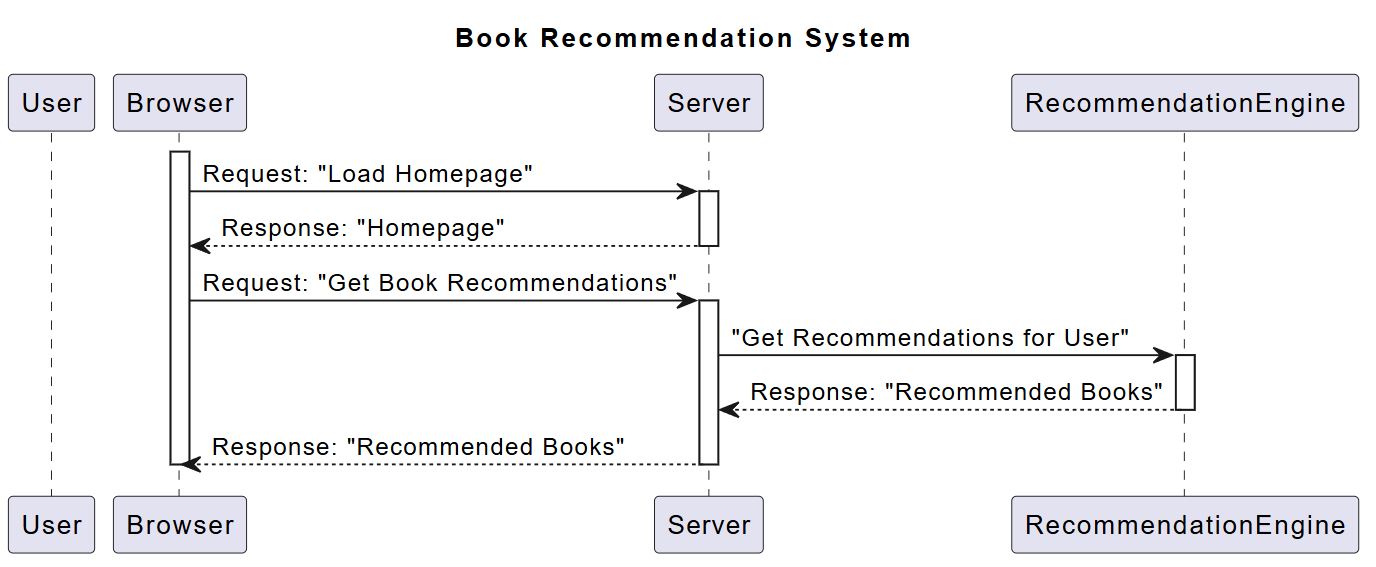 Book Recommendation System
User
Browser
Server
RecommendationEngine
Request: "Load Homepage"
Response: "Homepage"
Request: "Get Book Recommendations"
"Get Recommendations for User"
Response: "Recommended Books"
Response: "Recommended Books"
User
Browser
Server
RecommendationEngine